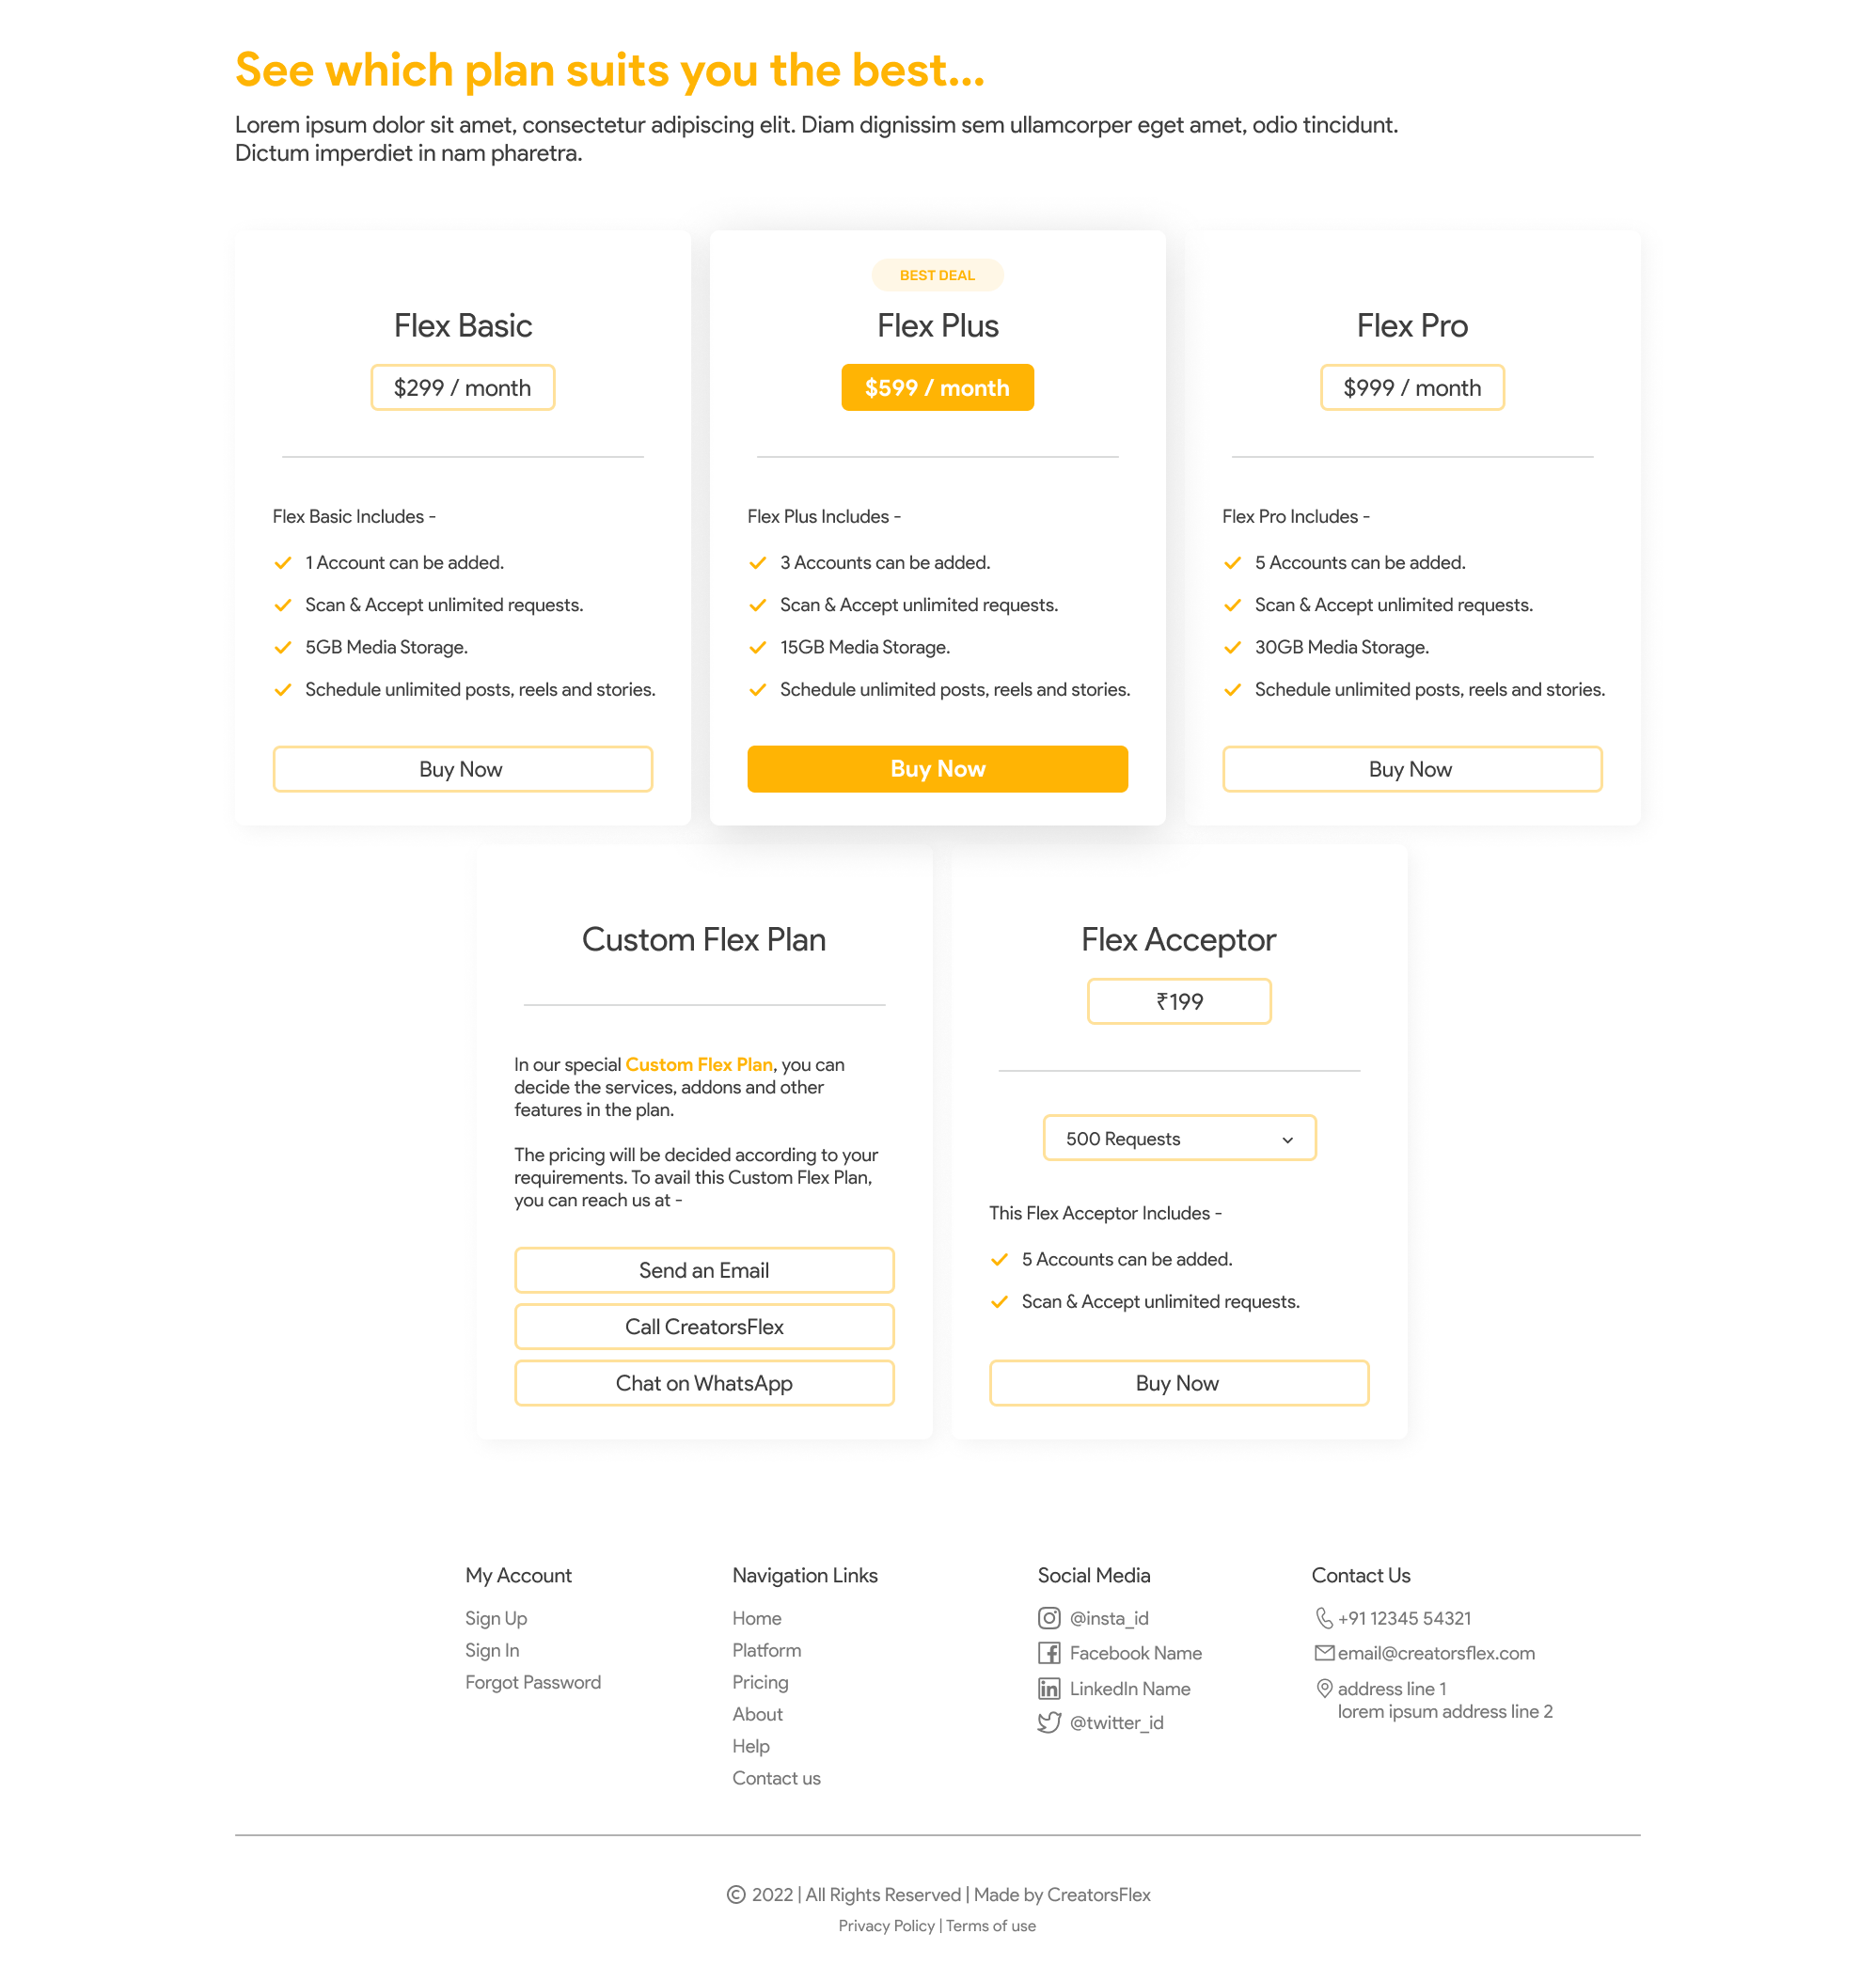 See which plan suits you the best...
Lorem ipsum dolor sit amet, consectetur adipiscing elit. Diam dignissim sem ullamcorper eget amet, odio tincidunt.
Dictum imperdiet in nam pharetra.
Flex Basic
$299 / month
Flex Basic Includes -
1 Account can be added.
Scan & Accept unlimited requests.
5GB Media Storage.
Schedule unlimited posts, reels and stories.
Buy Now
BEST DEAL
Flex Plus
$599 / month
Flex Plus Includes -
3 Accounts can be added.
Scan & Accept unlimited requests.
15GB Media Storage.
Schedule unlimited posts, reels and stories.
Buy Now
Flex Pro
$999 / month
Flex Pro Includes -
5 Accounts can be added.
Scan & Accept unlimited requests.
30GB Media Storage.
Schedule unlimited posts, reels and stories.
Buy Now
Custom Flex Plan
In our special Custom Flex Plan, you can
decide the services, addons and other
features in the plan.
The pricing will be decided according to your
requirements. To avail this Custom Flex Plan,
you can reach us at -
Send an Email
Call CreatorsFlex
Chat on WhatsApp
Flex Acceptor
₹199
500 Requests
This Flex Acceptor Includes -
5 Accounts can be added.
Scan & Accept unlimited requests.
Buy Now
My Account
Sign Up
Sign In
Forgot Password
Navigation Links
Home
Platform
Pricing
About
Help
Contact us
Social Media
@insta_id
Facebook Name
LinkedIn Name
@twitter_id
Contact Us
+91 12345 54321
email@creatorsflex.com
address line 1
lorem ipsum address line 2
© 2022 | All Rights Reserved | Made by CreatorsFlex
Privacy Policy | Terms of use